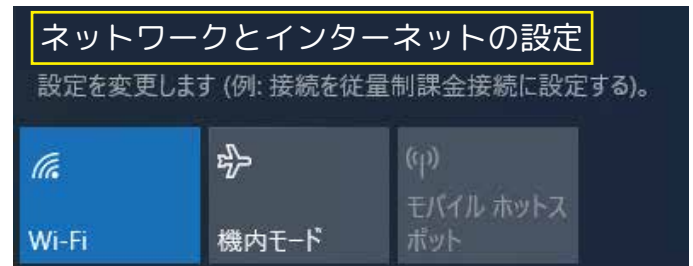 ネットワークとインターネットの設定
設定を変更します (例: 接続を従量制課金接続に設定する)。
Wi-Fi
機内モード
モバイル ホットス
ポット